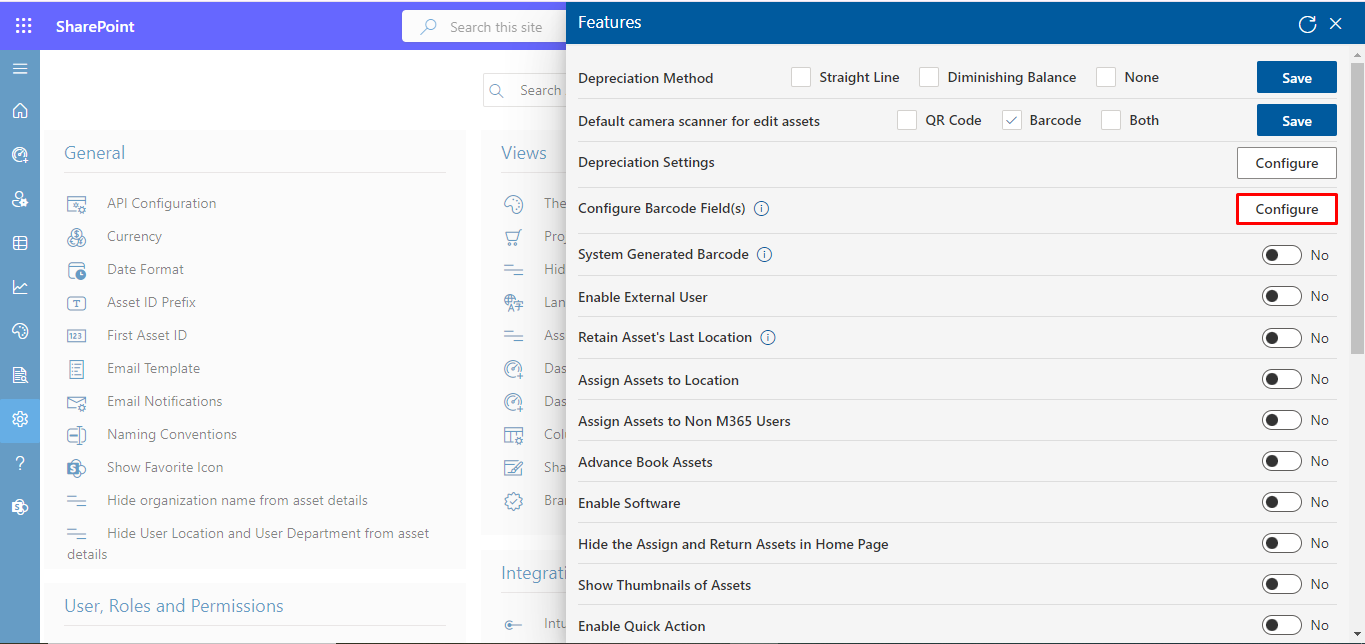 SharePoint
Search this site
Features
Search
General
API Configuration
Currency
Date Format
Asset ID Prefix
First Asset ID
Email Template
Email Notifications
Naming Conventions
Show Favorite Icon
Hide organization name from asset details
Hide User Location and User Department from asset
details
User, Roles and Permissions
Views
The
Proj
Hid
Lan
Ass
Das
Das
Colu
Sha
Bran
Integrati
Intu
Depreciation Method Straight Line Diminishing Balance None Save
Default camera scanner for edit assets QR Code Barcode Both Save
Depreciation Settings Configure
Configure Barcode Field(s) Configure
System Generated Barcode No
Enable External User No
Retain Asset's Last Location No
Assign Assets to Location No
Assign Assets to Non M365 Users No
Advance Book Assets No
Enable Software No
Hide the Assign and Return Assets in Home Page No
Show Thumbnails of Assets No
Enable Quick Action No